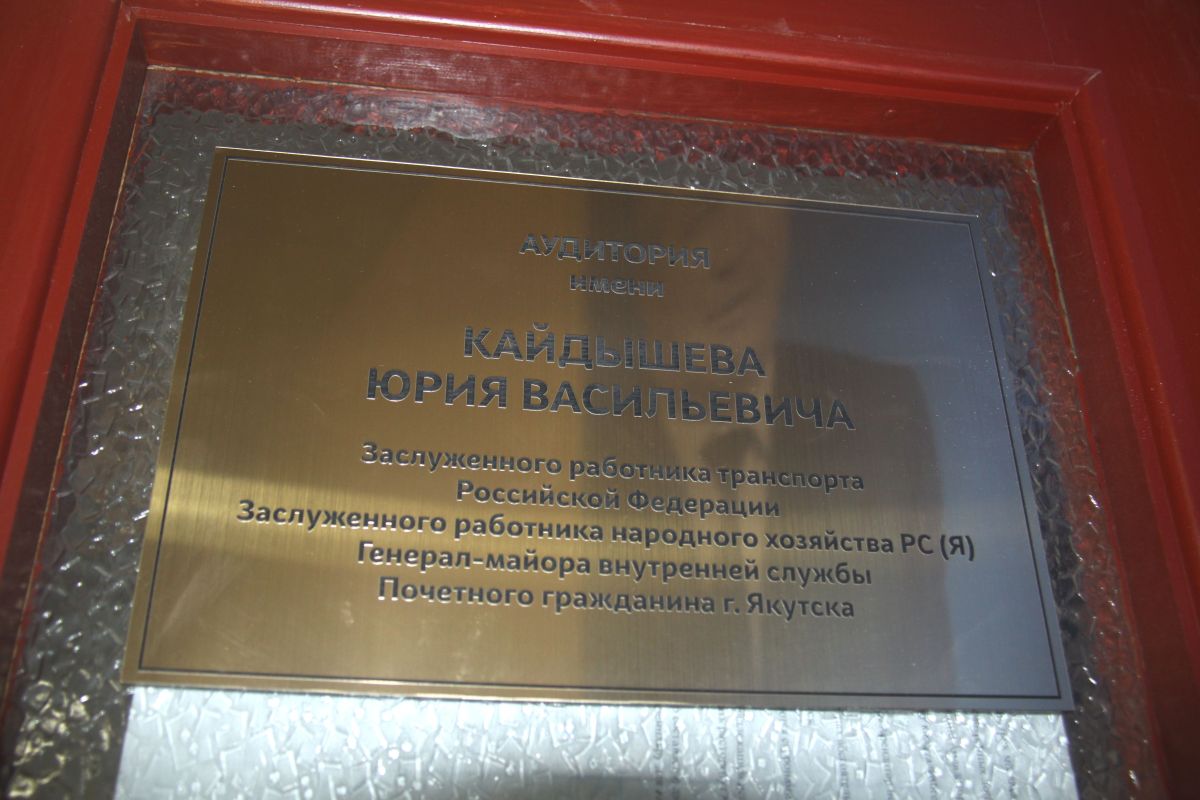 АУДИТОРИЯ
имени
КАЙДЫШЕВА
ЮРИЯ ВАСИЛЬЕВИЧА
Заслуженного работника транспорта
Российской Федерации
Заслуженного работника народного хозяйства РС (Я)
Генерал-майора внутренней службы
Почетного гражданина г. Якутска